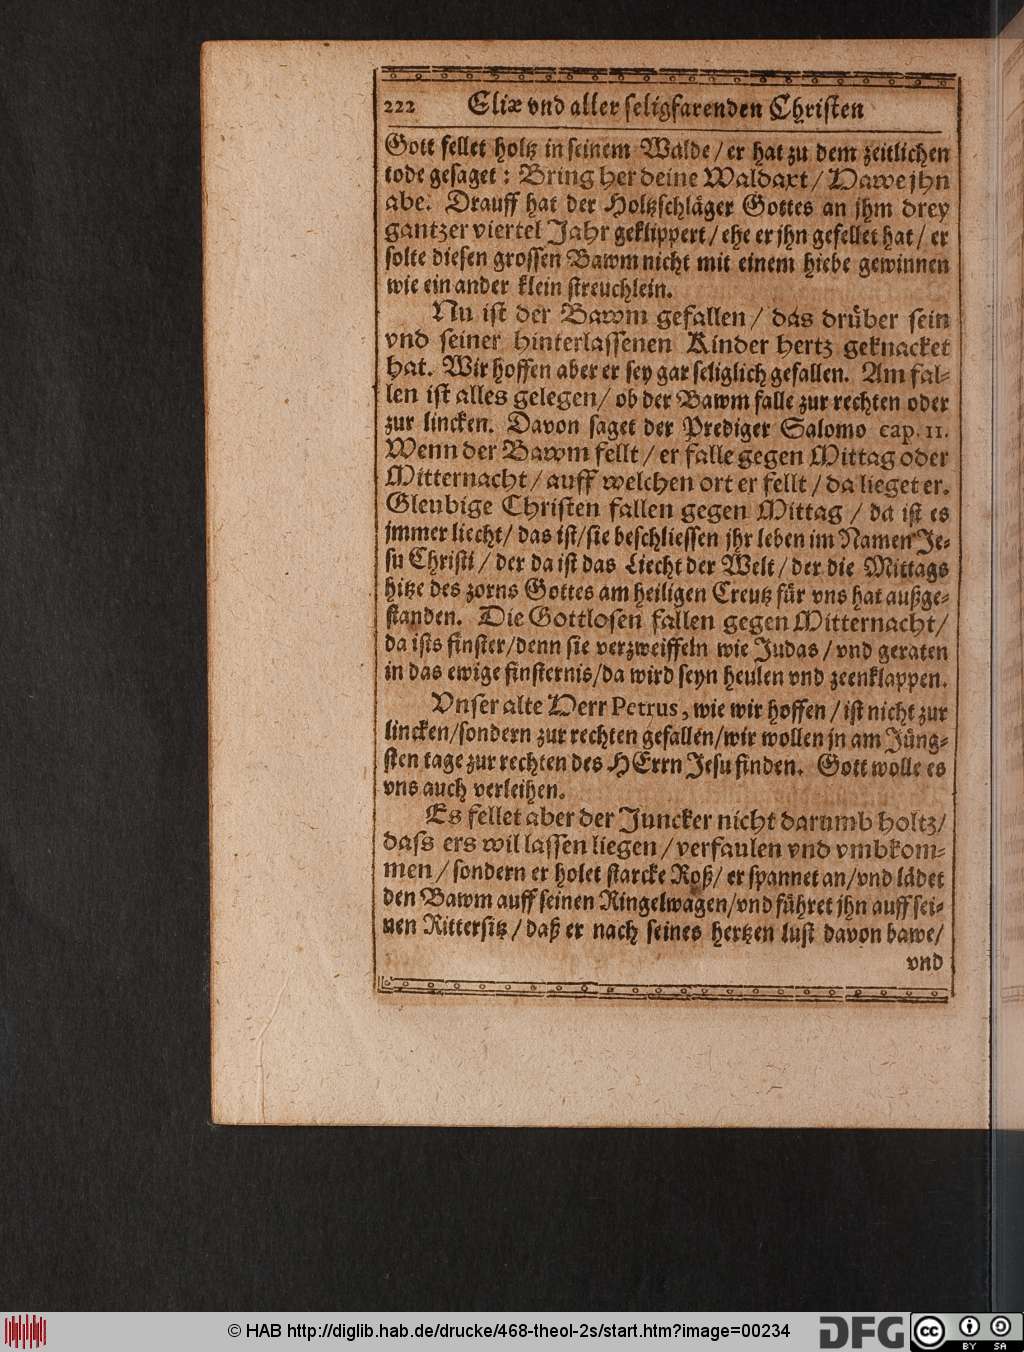 222 Eliæ vnd aller seligfarenden Christen
Gott fellet holtz in seinem Walde / er hat zu dem zeitlichen
tode gesaget : Bring her deine Waldaxt / Hawe jhn
abe. Drauff hat der Holtzschläger Gottes an jhm drey
gantzer viertel Jahr geklippert / ehe er jhn gefellet hat / er
solte diesen grossen Bawm nicht mit einem hiebe gewinnen
wie ein ander klein streuchlein.
Nu ist der Bawm gefallen / das drüber sein
vnd seiner hinterlassenen Kinder hertz geknacket
hat. Wir hoffen aber er sey gar seliglich gefallen. Am fal-
len ist alles gelegen / ob der Bawm falle zur rechten oder
zur lincken. Davon saget der Prediger Salomo cap. 11.
Wenn der Bawm fellt / er falle gegen Mittag oder
Mitternacht / auff welchen ort er fellt / da lieget er.
Gleubige Christen fallen gegen Mittag / da ist es
jmmer liecht / das ist / sie beschliessen jhr leben im Namen Je-
su Christi / der da ist das Liecht der Welt / der die Mittags
hitze des zorns Gottes am heiligen Creutz für vns hat außge-
standen. Die Gottlosen fallen gegen Mitternacht /
da ists finster / denn sie verzweiffeln wie Judas / vnd geraten
in das ewige finsternis / da wird seyn heulen vnd zeenklappen.
Vnser alte Herr Petrus, wie wir hoffen / ist nicht zur
lincken / sondern zur rechten gefallen / wir wollen jn am Jüng-
sten tage zur rechten des HErrn Jesu finden. Gott wolle es
vns auch verleihen.
Es fellet aber der Juncker nicht darumb holtz /
dass ers wil lassen liegen / verfaulen vnd vmbkom-
men / sondern er holet starcke Roß / er spannet an / vnd lädet
den Bawm auff seinen Ringelwagen / vnd führet jhn auff sei-
nen Rittersitz / daß er nach seines hertzen lust davon bawe /
vnd
© HAB http://diglib.hab.de/drucke/468-theol-2s/start.htm?image=00234
DFG
cc BY SA